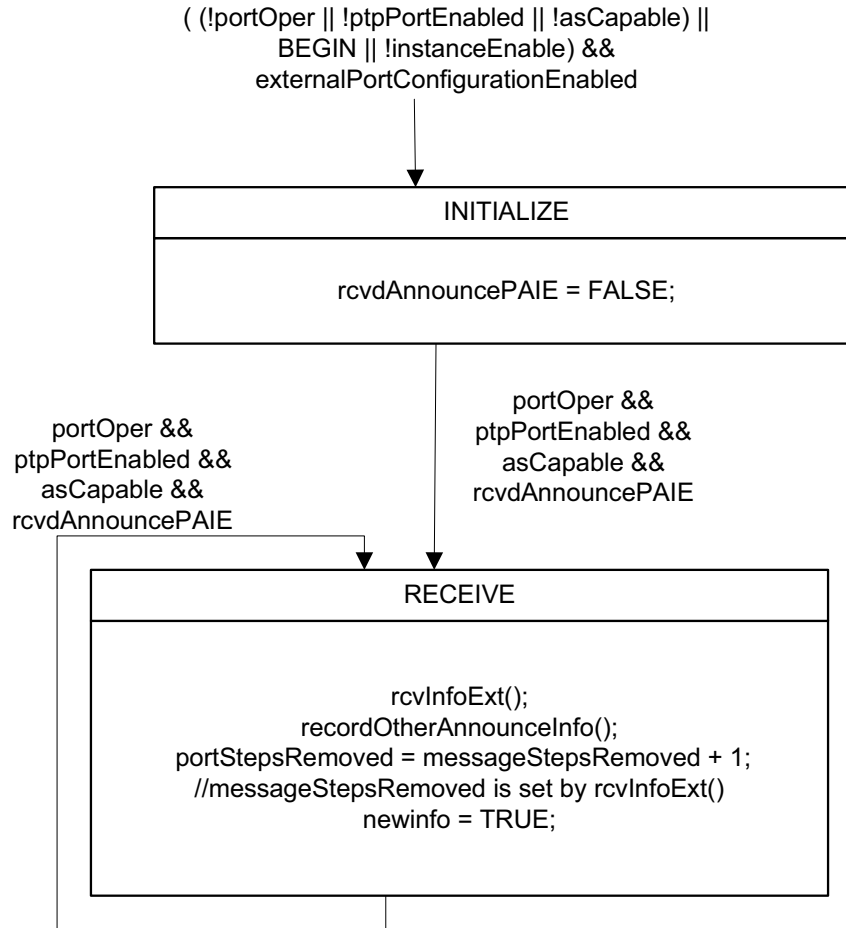 ( (!portOper || !ptpPortEnabled || !asCapable) ||
BEGIN || !instanceEnable) &&
externalPortConfigurationEnabled
INITIALIZE
rcvdAnnouncePAIE = FALSE;
portOper &&
ptpPortEnabled &&
asCapable &&
rcvdAnnouncePAIE
portOper &&
ptpPortEnabled &&
asCapable &&
rcvdAnnouncePAIE
RECEIVE
rcvInfoExt();
recordOtherAnnounceInfo();
portStepsRemoved = messageStepsRemoved + 1;
//messageStepsRemoved is set by rcvInfoExt()
newinfo = TRUE;